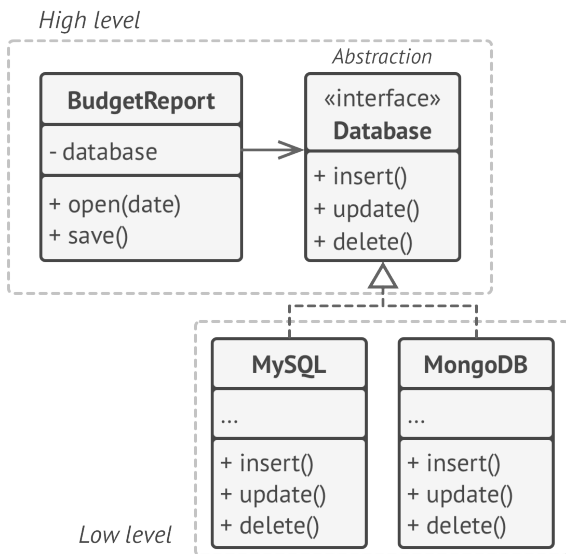 High level
Abstraction
BudgetReport
- database
+ open(date)
+ save()
«interface»
Database
+ insert()
+ update()
+ delete()
MySQL
...
+ insert()
+ update()
+ delete()
MongoDB
...
+ insert()
+ update()
+ delete()
Low level